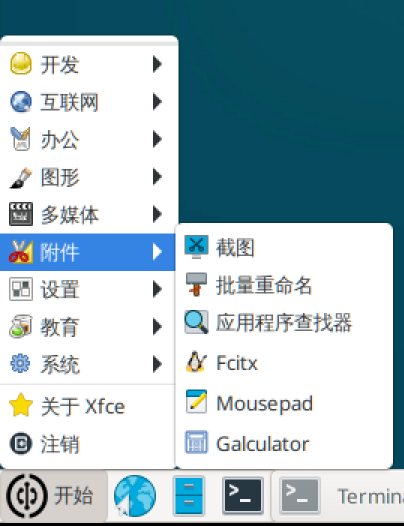 开发
互联网
办公
图形
多媒体
附件
设置
教育
系统
关于 Xfce
注销
截图
批量重命名
应用程序查找器
Fcitx
Mousepad
Galculator
开始
Termina